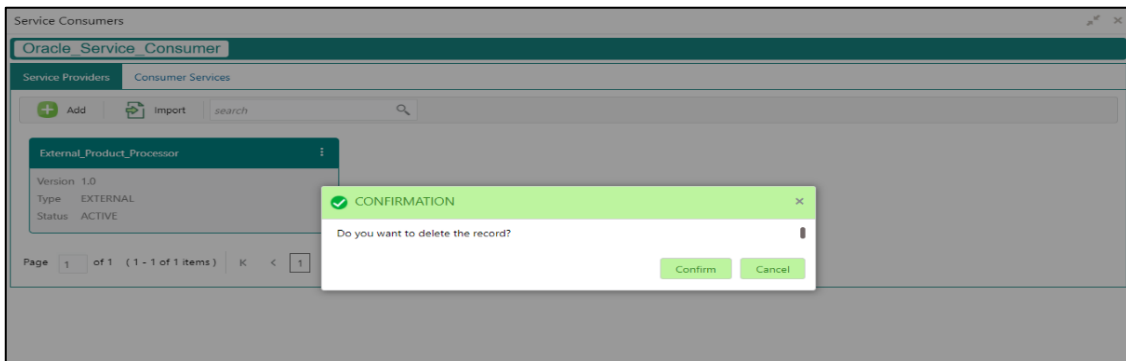 Service Consumers
Oracle_Service_Consumer
Service Providers Consumer Services
Add Import search
External_Product_Processor
Version 1.0
Type EXTERNAL
Status ACTIVE
CONFIRMATION
Do you want to delete the record?
Confirm Cancel
Page 1 of 1 ( 1 - 1 of 1 items ) K < 1